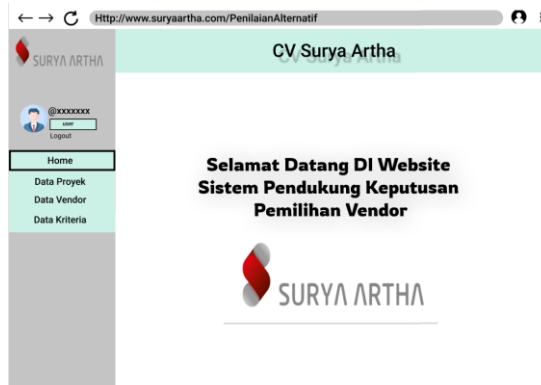 Http://www.suryaartha.com/PenilaianAlternatif
SURYA ARTHA
CV Surya Artha
@xxxxxxx
user
Logout
Home
Data Proyek
Data Vendor
Data Kriteria
Selamat Datang DI Website
Sistem Pendukung Keputusan
Pemilihan Vendor
SURYA ARTHA